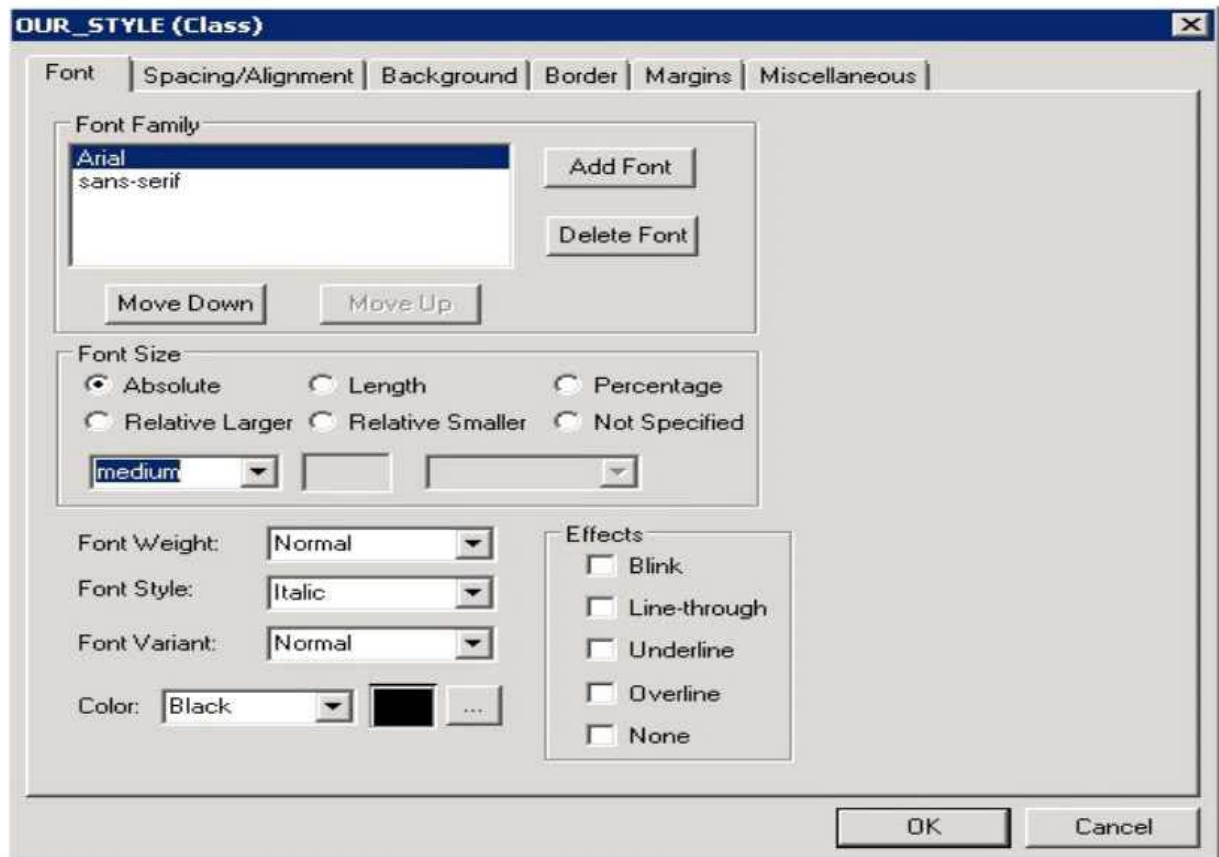 OUR_STYLE (Class)
Font Spacing/Alignment Background Border Margins Miscellaneous
Font Family
Arial
sans-serif
Add Font
Delete Font
Move Down Move Up
Font Size
Absolute Length Percentage
Relative Larger Relative Smaller Not Specified
medium
Font Weight: Normal
Font Style: Italic
Font Variant: Normal
Color: Black ...
Effects
Blink
Line-through
Underline
Overline
None
OK Cancel